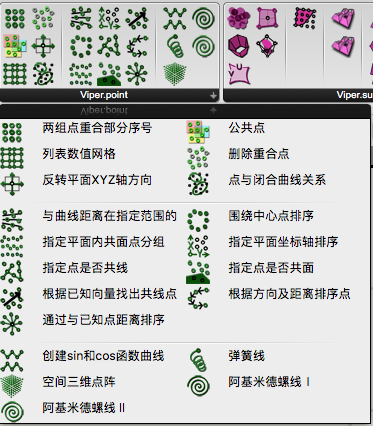 Viper.point
Viper.su
两组点重合部分序号
公共点
列表数值网格
删除重合点
反转平面XYZ轴方向
点与闭合曲线关系
与曲线距离在指定范围的
围绕中心点排序
指定平面内共面点分组
指定平面坐标轴排序
指定点是否共线
指定点是否共面
根据已知向量找出共线点
根据方向及距离排序点
通过与已知点距离排序
创建sin和cos函数曲线
弹簧线
空间三维点阵
阿基米德螺线Ⅰ
阿基米德螺线Ⅱ